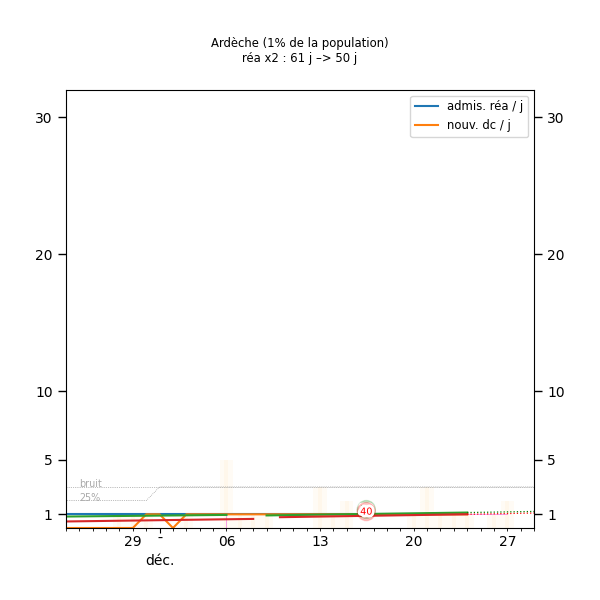 Ardèche (1% de la population)
réa x2 : 61 j –> 50 j
admis. réa / j
nouv. dc / j
30 30
20 20
10 10
5 5
bruit
25%
40
1 1
29 - 06 13 20 27
déc.